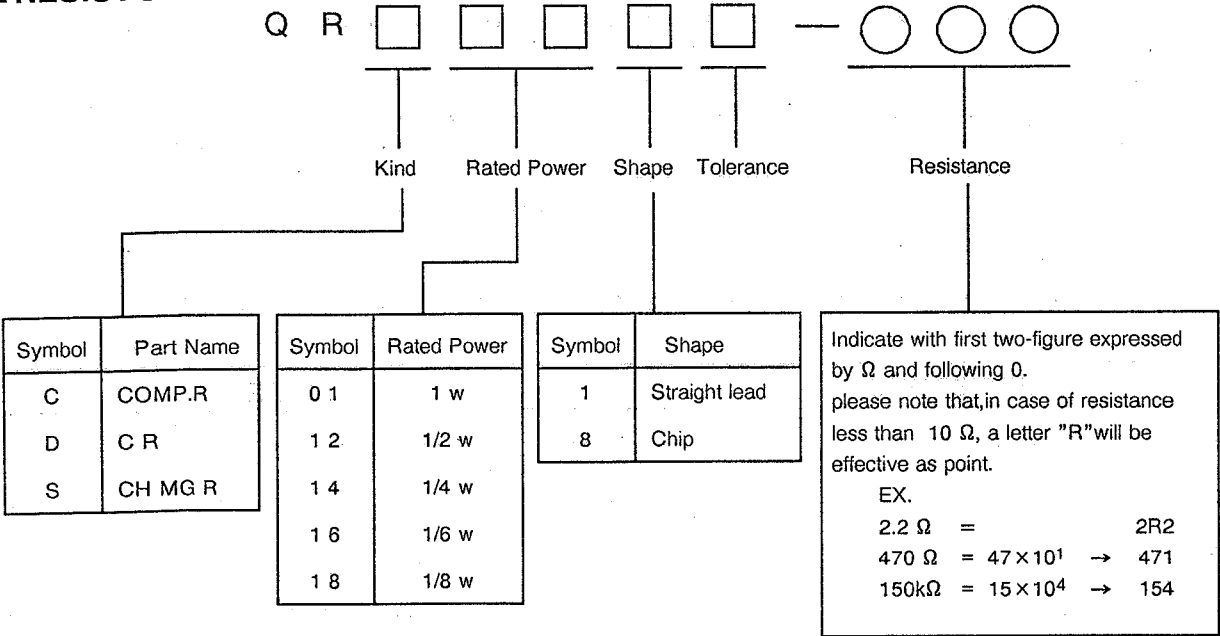 Q R □ □ □ □ □ — ○ ○ ○
Kind Rated Power Shape Tolerance Resistance
Symbol Part Name
C COMP.R
D C R
S CH MG R
Symbol Rated Power
0 1 1 w
1 2 1/2 w
1 4 1/4 w
1 6 1/6 w
1 8 1/8 w
Symbol Shape
1 Straight lead
8 Chip
Indicate with first two-figure expressed
by Ω and following 0.
please note that,in case of resistance
less than 10 Ω, a letter "R"will be
effective as point.
EX.
2.2 Ω = 2R2
470 Ω = 47×10¹ → 471
150kΩ = 15×10⁴ → 154